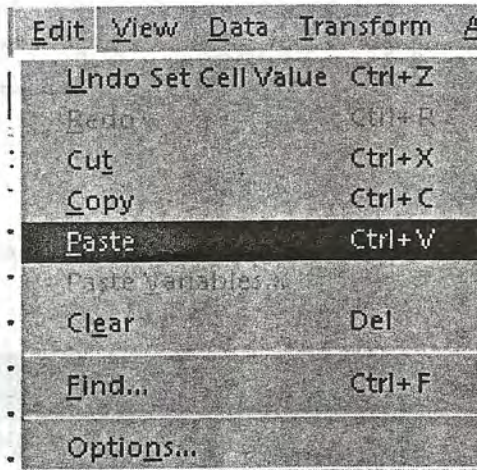 Edit View Data Transform A
Undo Set Cell Value Ctrl+Z
Redo Ctrl+R
Cut Ctrl+X
Copy Ctrl+C
Paste Ctrl+V
Paste Variables...
Clear Del
Find... Ctrl+F
Options...